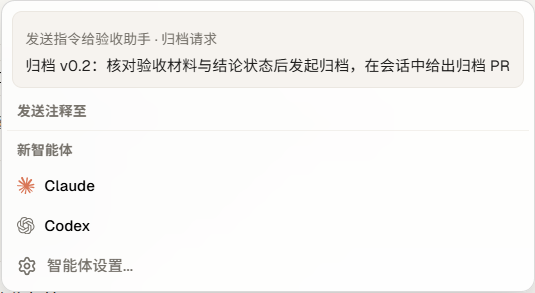 发送指令给验收助手 · 归档请求
归档 v0.2：核对验收材料与结论状态后发起归档，在会话中给出归档 PR
发送注释至
新智能体
Claude
Codex
智能体设置...